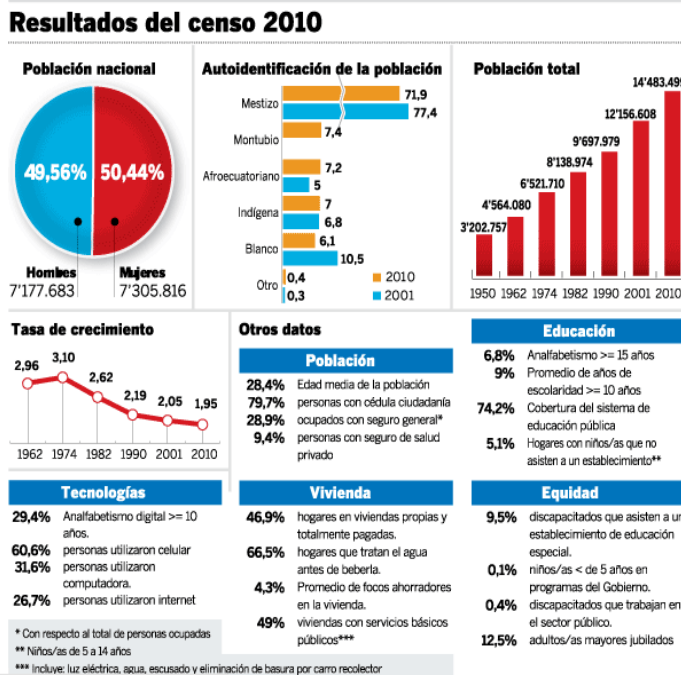 Resultados del censo 2010
Población nacional
49,56%
50,44%
Hombres
7'177.683
Mujeres
7'305.816
Autoidentificación de la población
Mestizo
71,9
77,4
Montubio
7,4
Afroecuatoriano
7,2
5
Indígena
7
6,8
Blanco
6,1
10,5
Otro
0,4
0,3
2010
2001
Población total
3'202.757
4'564.080
6'521.710
8'138.974
9'697.979
12'156.608
14'483.499
1950 1962 1974 1982 1990 2001 2010
Tasa de crecimiento
2,96
3,10
2,62
2,19
2,05
1,95
1962 1974 1982 1990 2001 2010
Otros datos
Población
28,4% Edad media de la población
79,7% personas con cédula ciudadanía
28,9% ocupados con seguro general*
9,4% personas con seguro de salud
privado
Educación
6,8% Analfabetismo >= 15 años
9% Promedio de años de
escolaridad >= 10 años
74,2% Cobertura del sistema de
educación pública
5,1% Hogares con niños/as que no
asisten a un establecimiento**
Tecnologías
29,4% Analfabetismo digital >= 10
años.
60,6% personas utilizaron celular
31,6% personas utilizaron
computadora.
26,7% personas utilizaron internet
Vivienda
46,9% hogares en viviendas propias y
totalmente pagadas.
66,5% hogares que tratan el agua
antes de beberla.
4,3% Promedio de focos ahorradores
en la vivienda.
49% viviendas con servicios básicos
públicos***
Equidad
9,5% discapacitados que asisten a un
establecimiento de educación
especial.
0,1% niños/as < de 5 años en
programas del Gobierno.
0,4% discapacitados que trabajan en
el sector público.
12,5% adultos/as mayores jubilados
* Con respecto al total de personas ocupadas
** Niños/as de 5 a 14 años
*** Incluye: luz eléctrica, agua, escusado y eliminación de basura por carro recolector